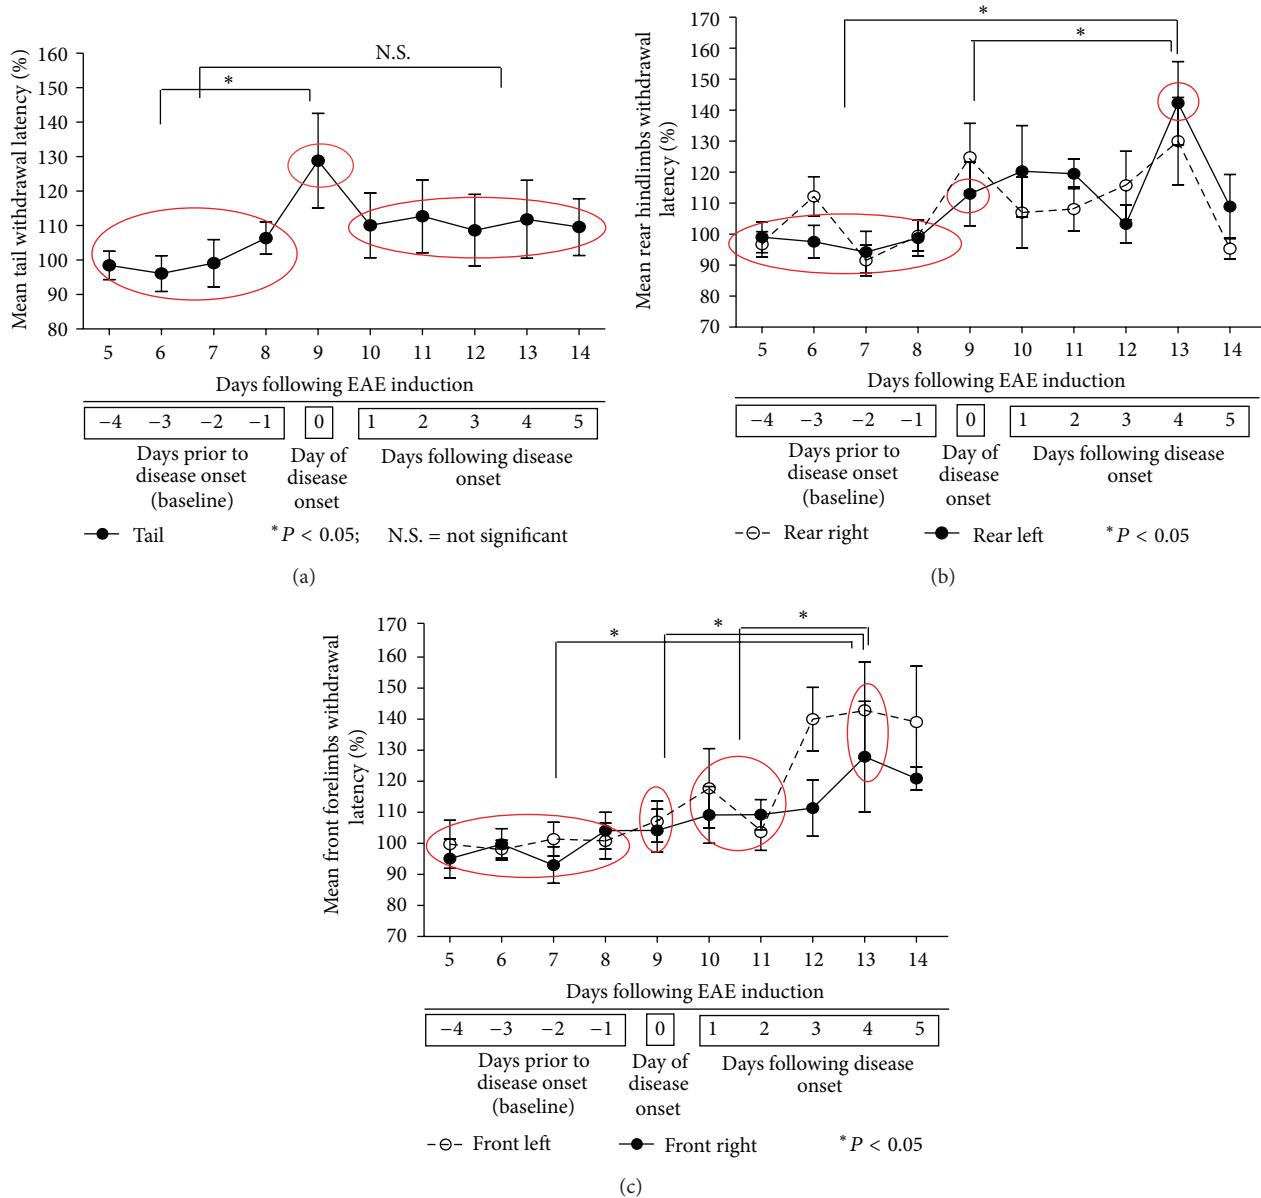 Mean tail withdrawal latency (%)
160
150
140
130
120
110
100
90
80
N.S.
*
5 6 7 8 9 10 11 12 13 14
Days following EAE induction
−4 −3 −2 −1 0 1 2 3 4 5
Days prior to
disease onset
(baseline)
Day of
disease
onset
Days following disease
onset
Tail
*P < 0.05; N.S. = not significant
(a)
Mean rear hindlimbs withdrawal
latency (%)
170
160
150
140
130
120
110
100
90
80
70
*
*
5 6 7 8 9 10 11 12 13 14
Days following EAE induction
−4 −3 −2 −1 0 1 2 3 4 5
Days prior to
disease onset
(baseline)
Day of
disease
onset
Days following disease
onset
Rear right Rear left *P < 0.05
(b)
Mean front forelimbs withdrawal
latency (%)
170
160
150
140
130
120
110
100
90
80
70
* * *
5 6 7 8 9 10 11 12 13 14
Days following EAE induction
−4 −3 −2 −1 0 1 2 3 4 5
Days prior to
disease onset
(baseline)
Day of
disease
onset
Days following disease
onset
Front left Front right *P < 0.05
(c)